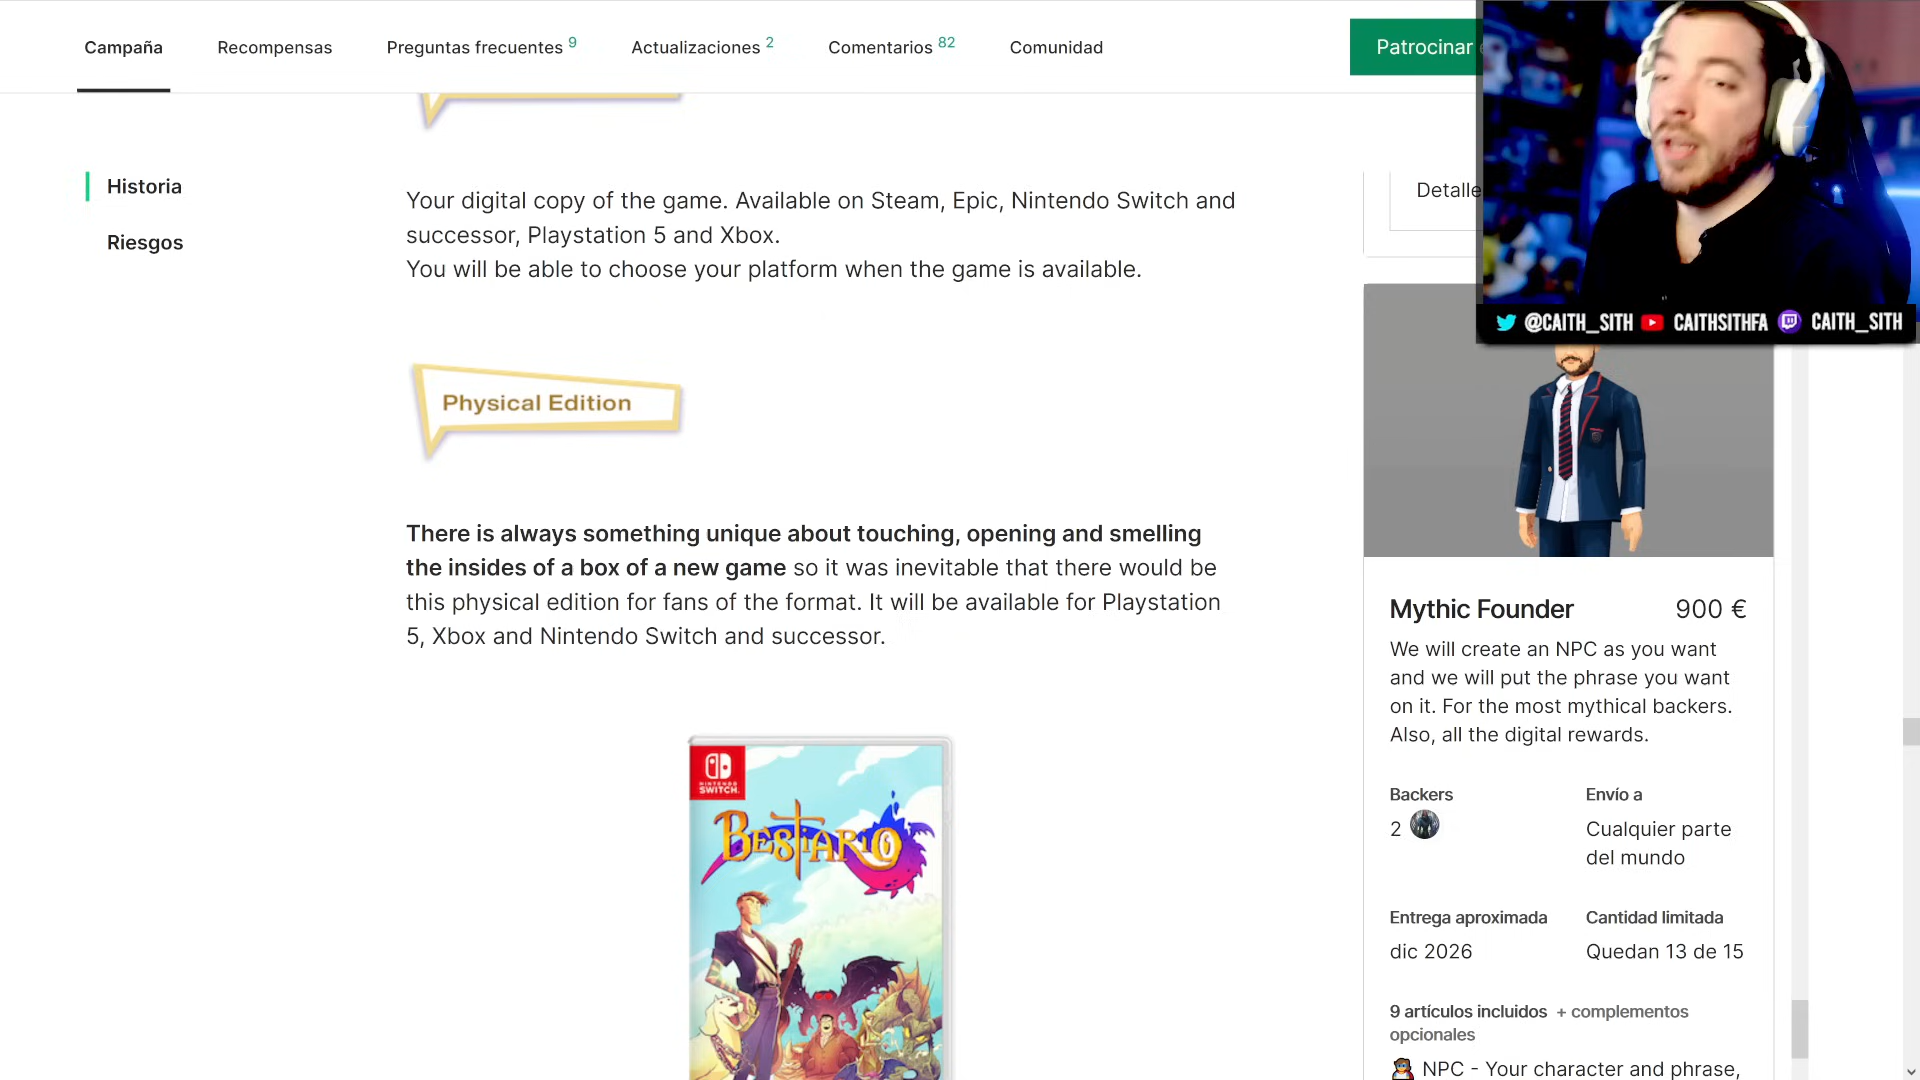 Campaña
Recompensas
Preguntas frecuentes 9
Actualizaciones 2
Comentarios 82
Comunidad
Patrocinar
Historia
Riesgos
Your digital copy of the game. Available on Steam, Epic, Nintendo Switch and
successor, Playstation 5 and Xbox.
You will be able to choose your platform when the game is available.
Physical Edition
There is always something unique about touching, opening and smelling
the insides of a box of a new game so it was inevitable that there would be
this physical edition for fans of the format. It will be available for Playstation
5, Xbox and Nintendo Switch and successor.
NINTENDO
SWITCH
BESTIARIO
Detalle
@CAITH_SITH CAITHSITHFA CAITH_SITH
Mythic Founder 900 €
We will create an NPC as you want
and we will put the phrase you want
on it. For the most mythical backers.
Also, all the digital rewards.
Backers
2
Envío a
Cualquier parte
del mundo
Entrega aproximada
dic 2026
Cantidad limitada
Quedan 13 de 15
9 artículos incluidos + complementos
opcionales
NPC - Your character and phrase,